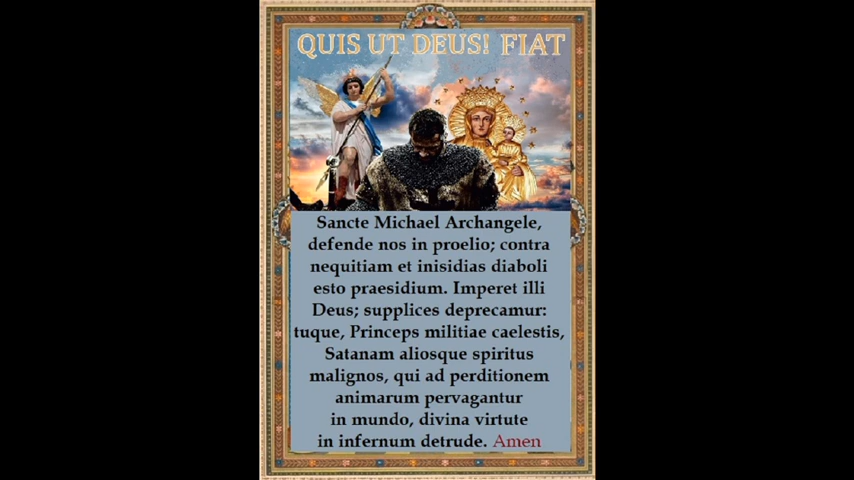 QUIS UT DEUS! FIAT
Sancte Michael Archangele,
defende nos in proelio; contra
nequitiam et inisidias diaboli
esto praesidium. Imperet illi
Deus; supplices deprecamur:
tuque, Princeps militiae caelestis,
Satanam aliosque spiritus
malignos, qui ad perditionem
animarum pervagantur
in mundo, divina virtute
in infernum detrude. Amen